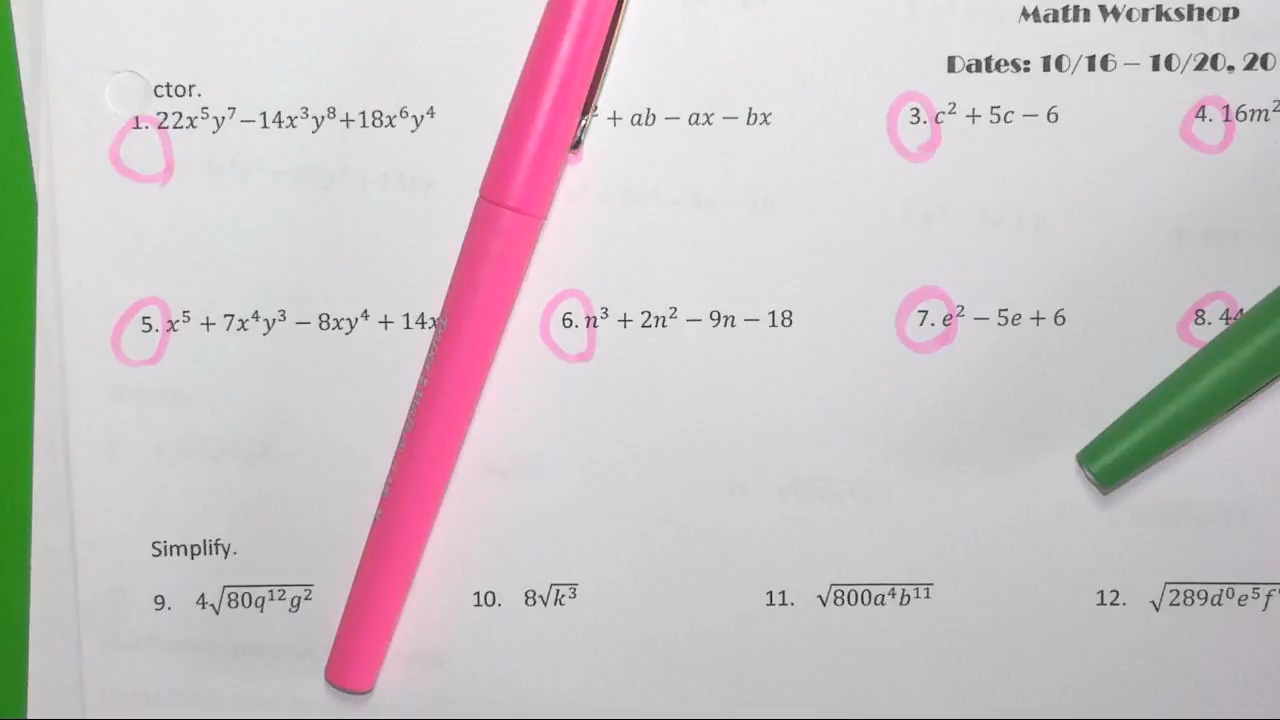 Math Workshop
Dates: 10/16 – 10/20, 20
ctor.
1. 22x⁵y⁷−14x³y⁸+18x⁶y⁴
+ ab − ax − bx
3. c² + 5c − 6
4. 16m²
5. x⁵ + 7x⁴y³ − 8xy⁴ + 14x
6. n³ + 2n² − 9n − 18
7. e² − 5e + 6
8. 44
Simplify.
9. 4√80q¹²g²
10. 8√k³
11. √800a⁴b¹¹
12. √289d⁰e⁵f